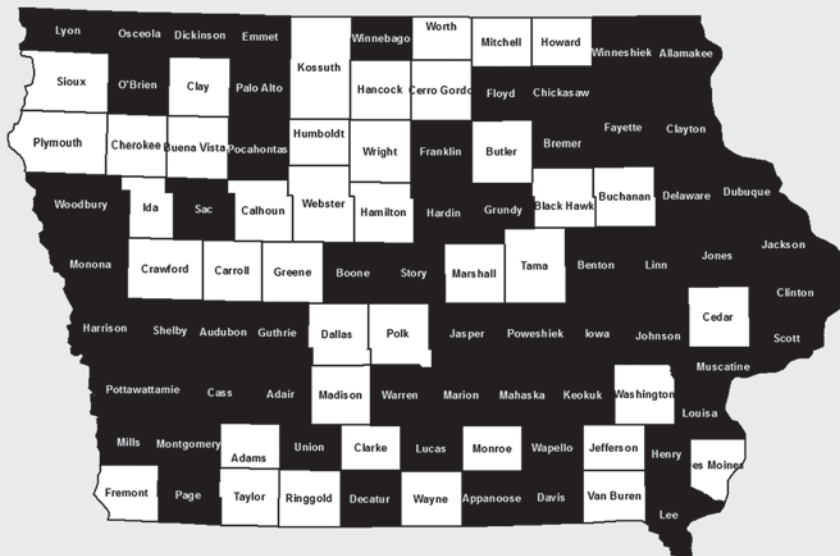 Lyon
Osceola
Dickinson
Emmet
Kossuth
Winnebago
Worth
Mitchell
Howard
Winneshiek
Allamakee
Sioux
O'Brien
Clay
Palo Alto
Hancock
Cerro Gordo
Floyd
Chickasaw
Plymouth
Cherokee
Buena Vista
Pocahontas
Humboldt
Wright
Franklin
Butler
Bremer
Fayette
Clayton
Woodbury
Ida
Sac
Calhoun
Webster
Hamilton
Hardin
Grundy
Black Hawk
Buchanan
Delaware
Dubuque
Monona
Crawford
Carroll
Greene
Boone
Story
Marshall
Tama
Benton
Linn
Jones
Jackson
Clinton
Harrison
Shelby
Audubon
Guthrie
Dallas
Polk
Jasper
Poweshiek
Iowa
Johnson
Cedar
Scott
Muscatine
Pottawattamie
Cass
Adair
Madison
Warren
Marion
Mahaska
Keokuk
Washington
Louisa
Mills
Montgomery
Adams
Union
Clarke
Lucas
Monroe
Wapello
Jefferson
Henry
es Moines
Fremont
Page
Taylor
Ringgold
Decatur
Wayne
Appanoose
Davis
Van Buren
Lee